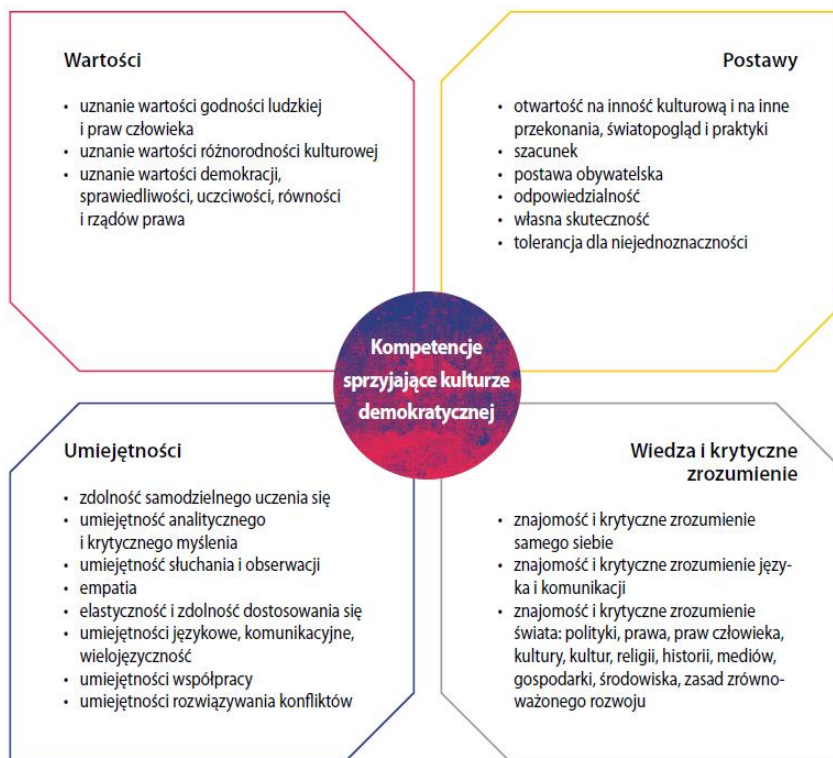 Wartości
• uznanie wartości godności ludzkiej
i praw człowieka
• uznanie wartości różnorodności kulturowej
• uznanie wartości demokracji,
sprawiedliwości, uczciwości, równości
i rządów prawa
Postawy
• otwartość na inność kulturową i na inne
przekonania, światopogląd i praktyki
• szacunek
• postawa obywatelska
• odpowiedzialność
• własna skuteczność
• tolerancja dla niejednoznaczności
Kompetencje
sprzyjające kulturze
demokratycznej
Umiejętności
• zdolność samodzielnego uczenia się
• umiejętność analitycznego
i krytycznego myślenia
• umiejętność słuchania i obserwacji
• empatia
• elastyczność i zdolność dostosowania się
• umiejętności językowe, komunikacyjne,
wielojęzyczność
• umiejętności współpracy
• umiejętności rozwiązywania konfliktów
Wiedza i krytyczne
zrozumienie
• znajomość i krytyczne zrozumienie
samego siebie
• znajomość i krytyczne zrozumienie języ-
ka i komunikacji
• znajomość i krytyczne zrozumienie
świata: polityki, prawa, praw człowieka,
kultury, kultur, religii, historii, mediów,
gospodarki, środowiska, zasad zrówno-
ważonego rozwoju